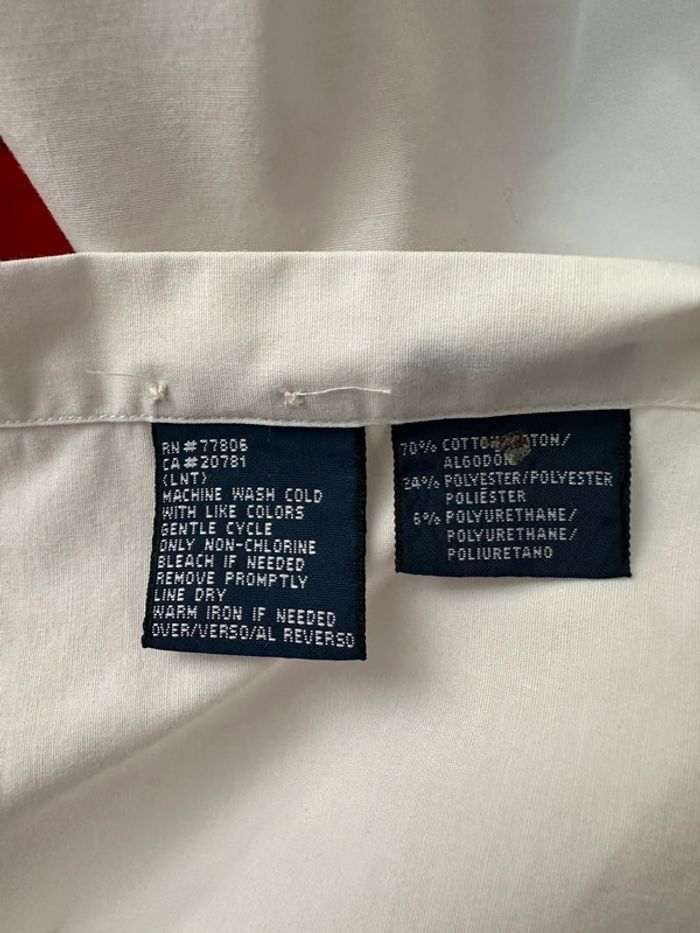 RN#77806
CA#20781
(LNT)
MACHINE WASH COLD
WITH LIKE COLORS
GENTLE CYCLE
ONLY NON-CHLORINE
BLEACH IF NEEDED
REMOVE PROMPTLY
LINE DRY
WARM IRON IF NEEDED
OVER/VERSO/AL REVERSO
70% COTTON/ TON/
ALGODON
24% POLYESTER/POLYESTER
POLIÉSTER
6% POLYURETHANE/
POLYURETHANE/
POLIURETANO